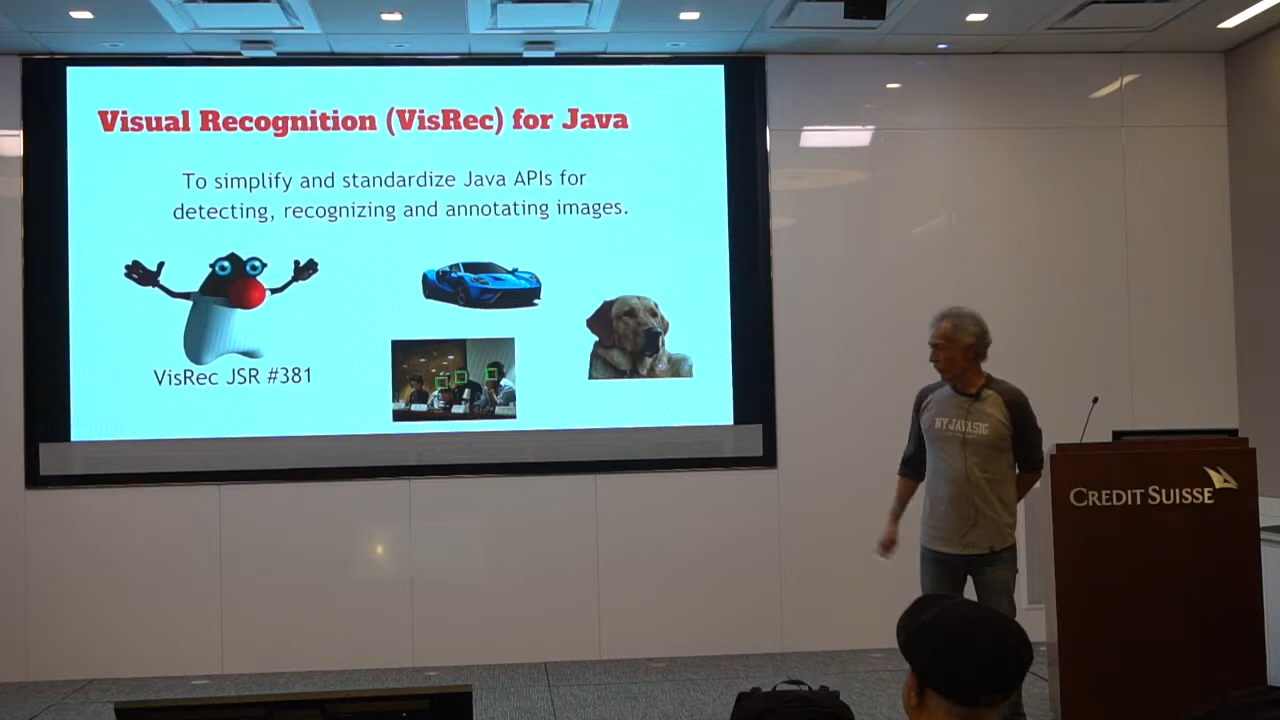 Visual Recognition (VisRec) for Java
To simplify and standardize Java APIs for
detecting, recognizing and annotating images.
VisRec JSR #381
NYJAVASIG
CREDIT SUISSE